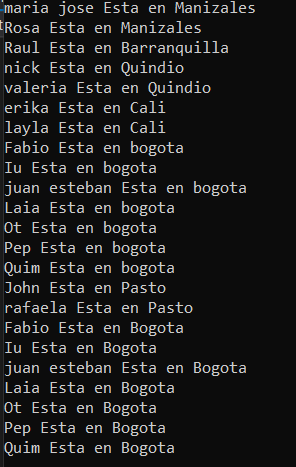 maria jose Esta en Manizales
Rosa Esta en Manizales
Raul Esta en Barranquilla
nick Esta en Quindio
valeria Esta en Quindio
erika Esta en Cali
layla Esta en Cali
Fabio Esta en bogota
Iu Esta en bogota
juan esteban Esta en bogota
Laia Esta en bogota
Ot Esta en bogota
Pep Esta en bogota
Quim Esta en bogota
John Esta en Pasto
rafaela Esta en Pasto
Fabio Esta en Bogota
Iu Esta en Bogota
juan esteban Esta en Bogota
Laia Esta en Bogota
Ot Esta en Bogota
Pep Esta en Bogota
Quim Esta en Bogota